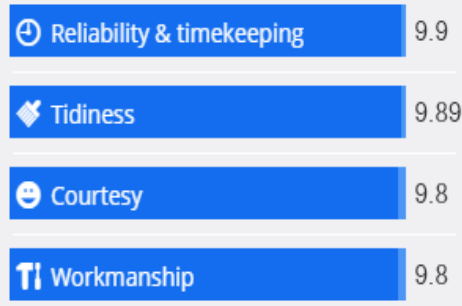 Reliability & timekeeping 9.9
Tidiness 9.89
Courtesy 9.8
Workmanship 9.8